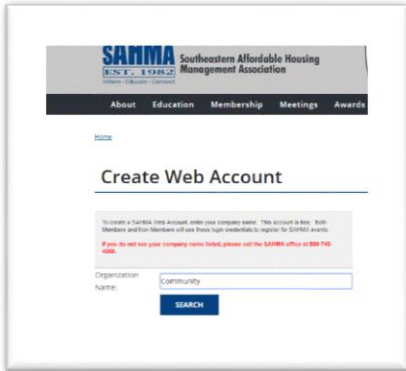 SAHMA
Southeastern Affordable Housing
EST. 1982
Management Association
Inform - Educate - Connect
About Education Membership Meetings Awards
Home
Create Web Account
To create a SAHMA Web Account, enter your company name. This account is free. Both
Members and Non-Members will use these login credentials to register for SAHMA events.
If you do not see your company name listed, please call the SAHMA office at 800-745-
4088.
Organization
Name:
Community
SEARCH